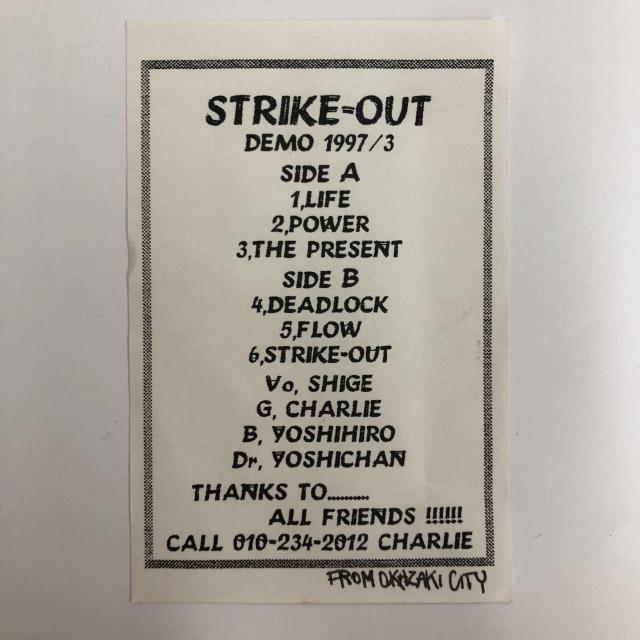 STRIKE=OUT
DEMO 1997/3
SIDE A
1,LIFE
2,POWER
3,THE PRESENT
SIDE B
4,DEADLOCK
5,FLOW
6,STRIKE-OUT
Vo, SHIGE
G, CHARLIE
B, YOSHIHIRO
Dr, YOSHICHAN
THANKS TO..........
ALL FRIENDS !!!!!!
CALL 010-234-2012 CHARLIE
FROM OKAZAKI CITY